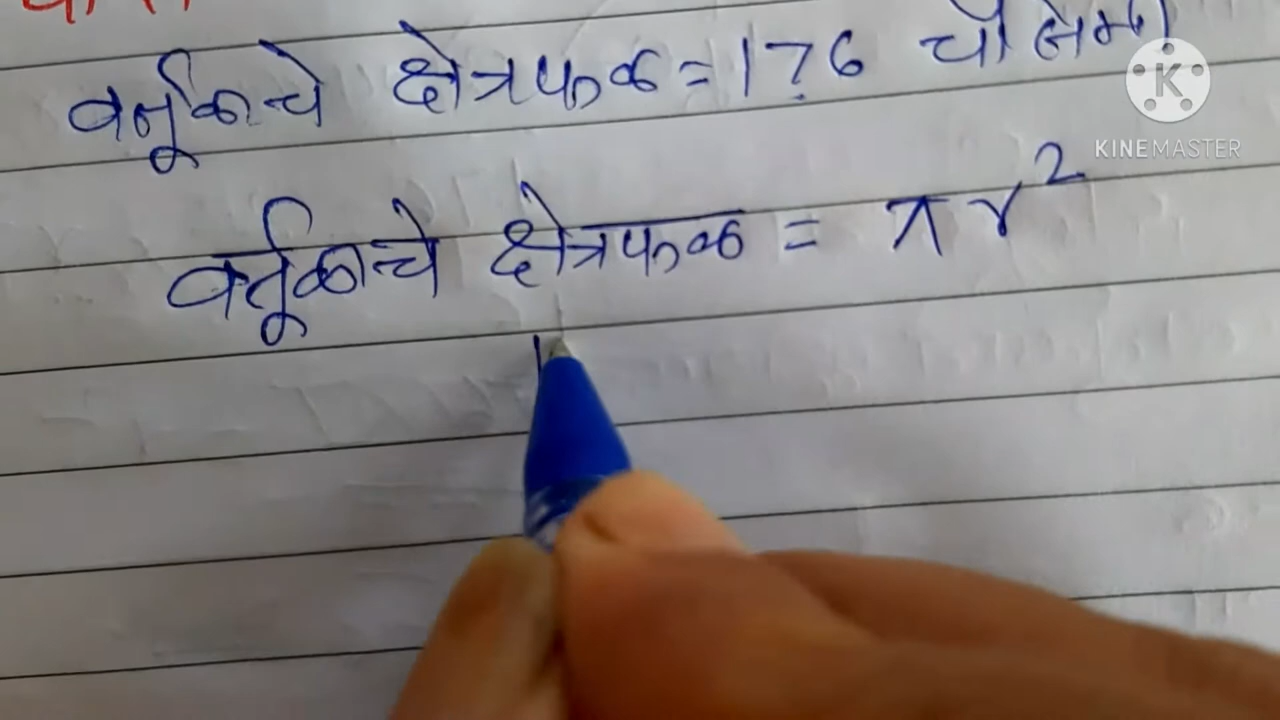 वर्तुळाचे क्षेत्रफळ = 176 चौ सेमी
KINEMASTER
वर्तुळाचे क्षेत्रफळ = πr²